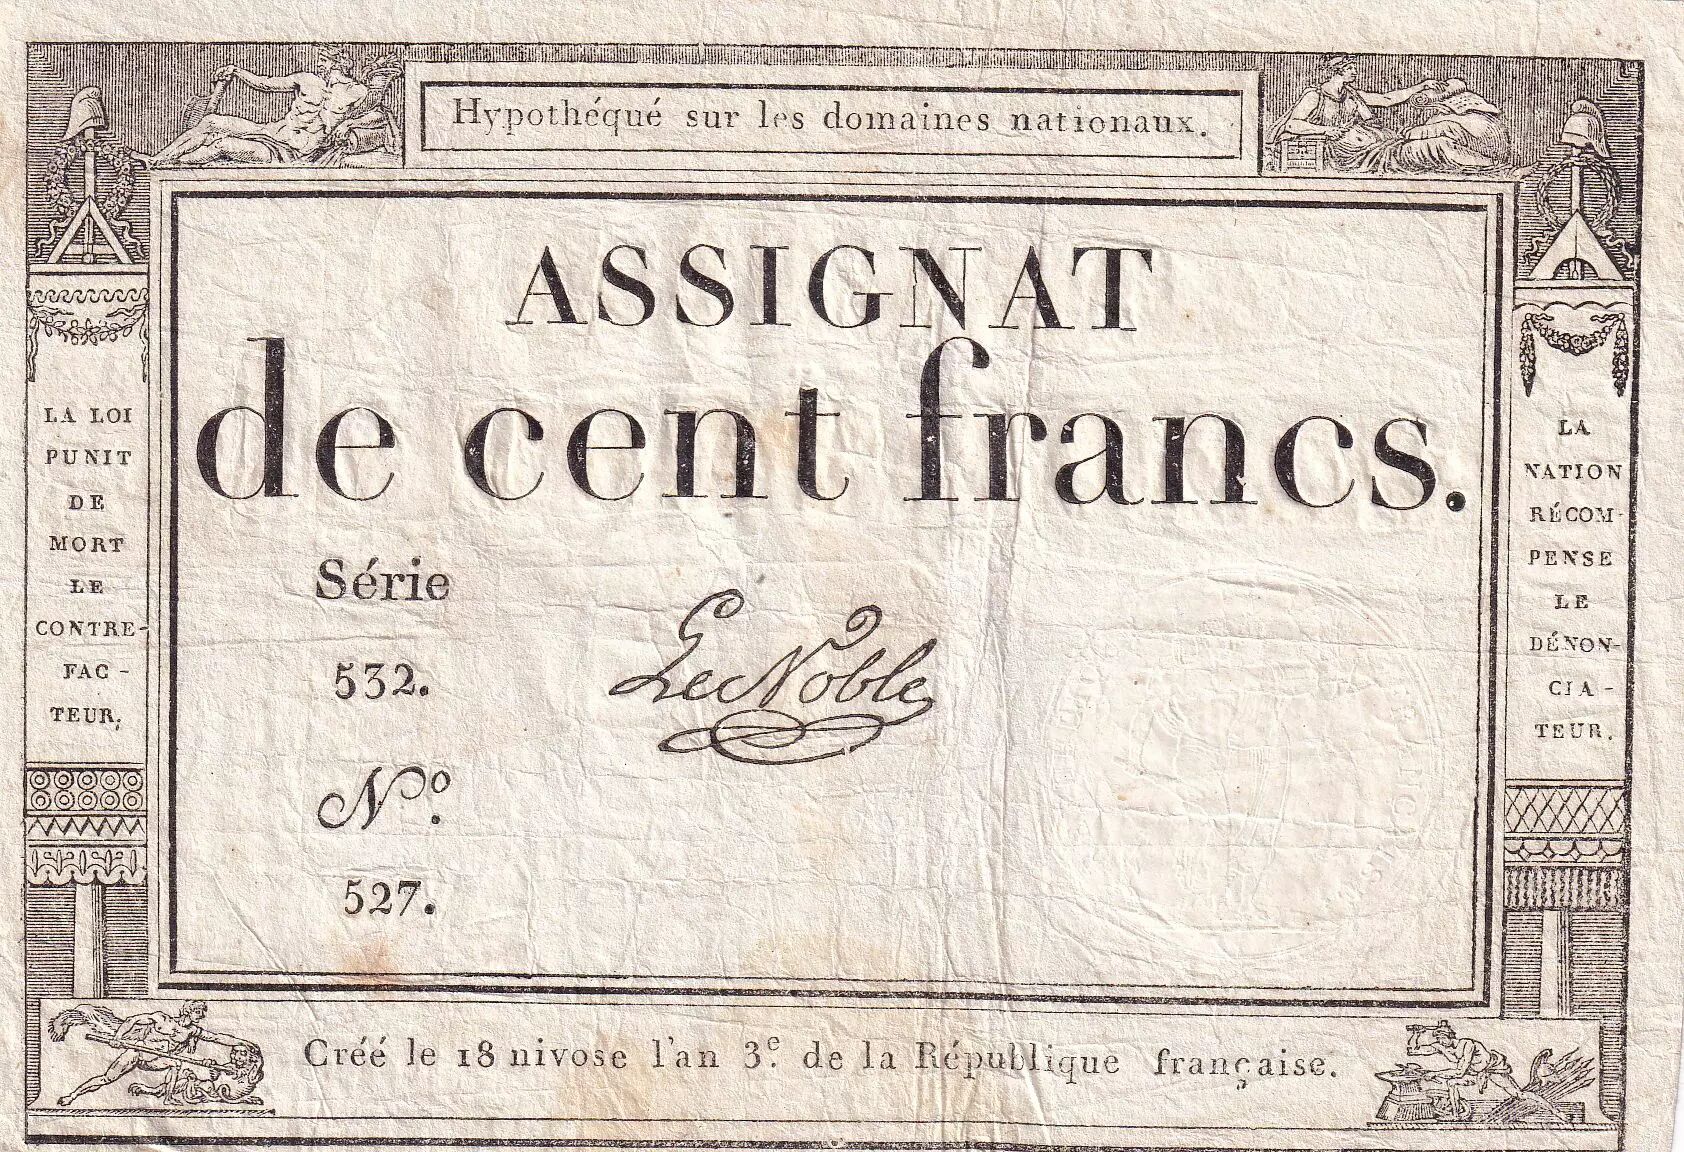 Hypothéqué sur les domaines nationaux.
ASSIGNAT
de cent francs.
Série
532.
Le Noble
Nº.
527.
LA LOI
PUNIT
DE
MORT
LE
CONTRE-
FAC-
TEUR.
LA
NATION
RÉCOM-
PENSE
LE
DÉNON-
CIA-
TEUR.
Créé le 18 nivose l'an 3e. de la République française.